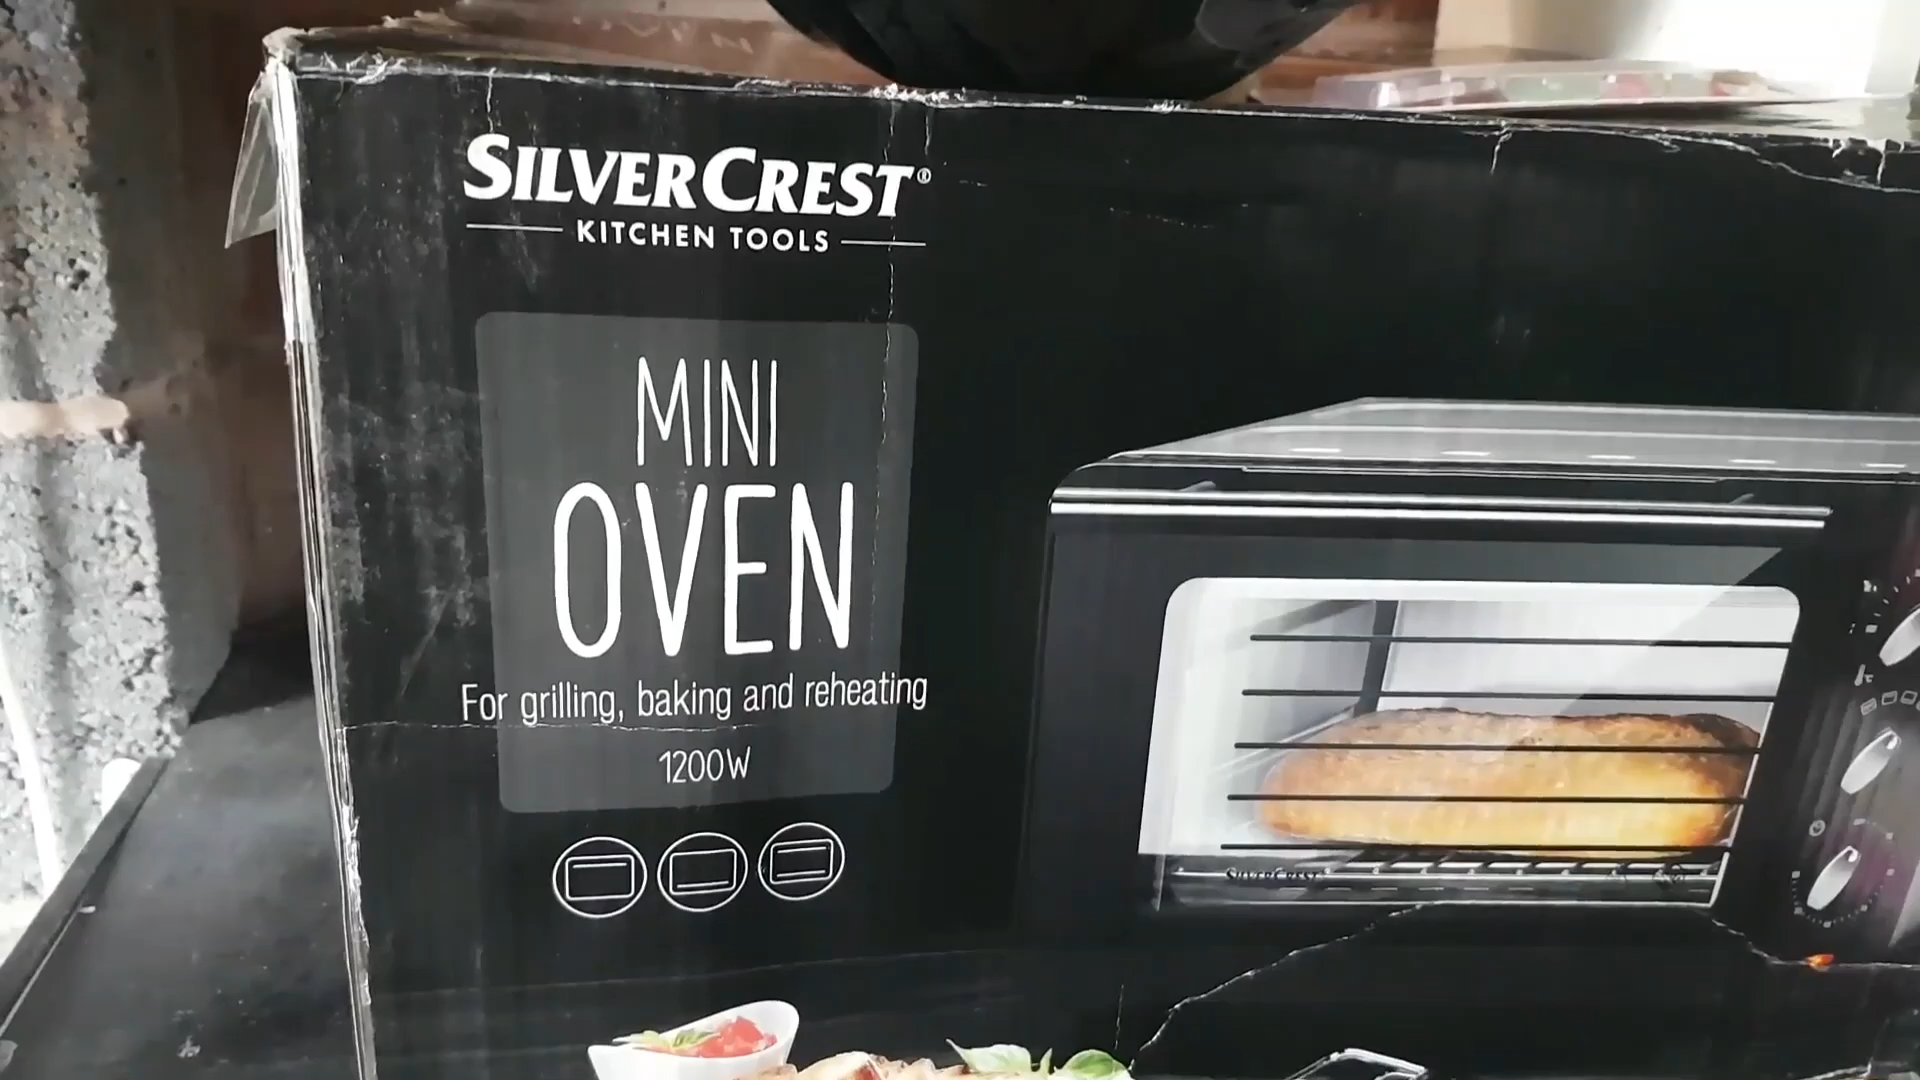 SILVERCREST®
KITCHEN TOOLS
MINI
OVEN
For grilling, baking and reheating
1200W
SILVERCREST
°C